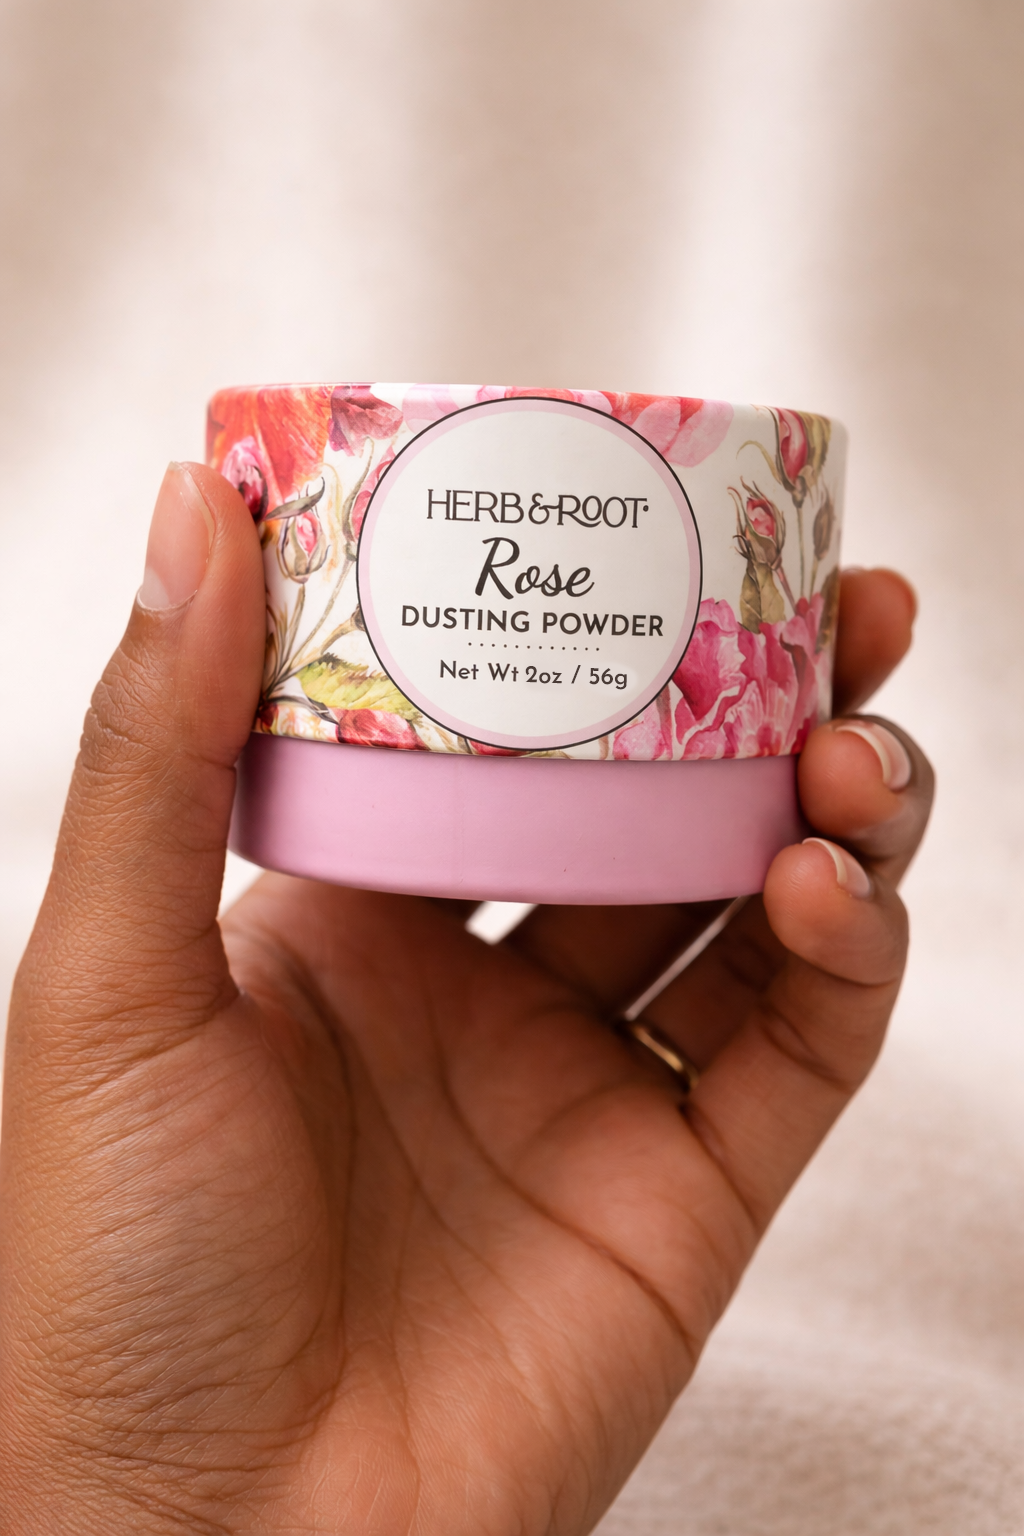 HERB & ROOT
Rose
DUSTING POWDER
Net Wt 2oz / 56g